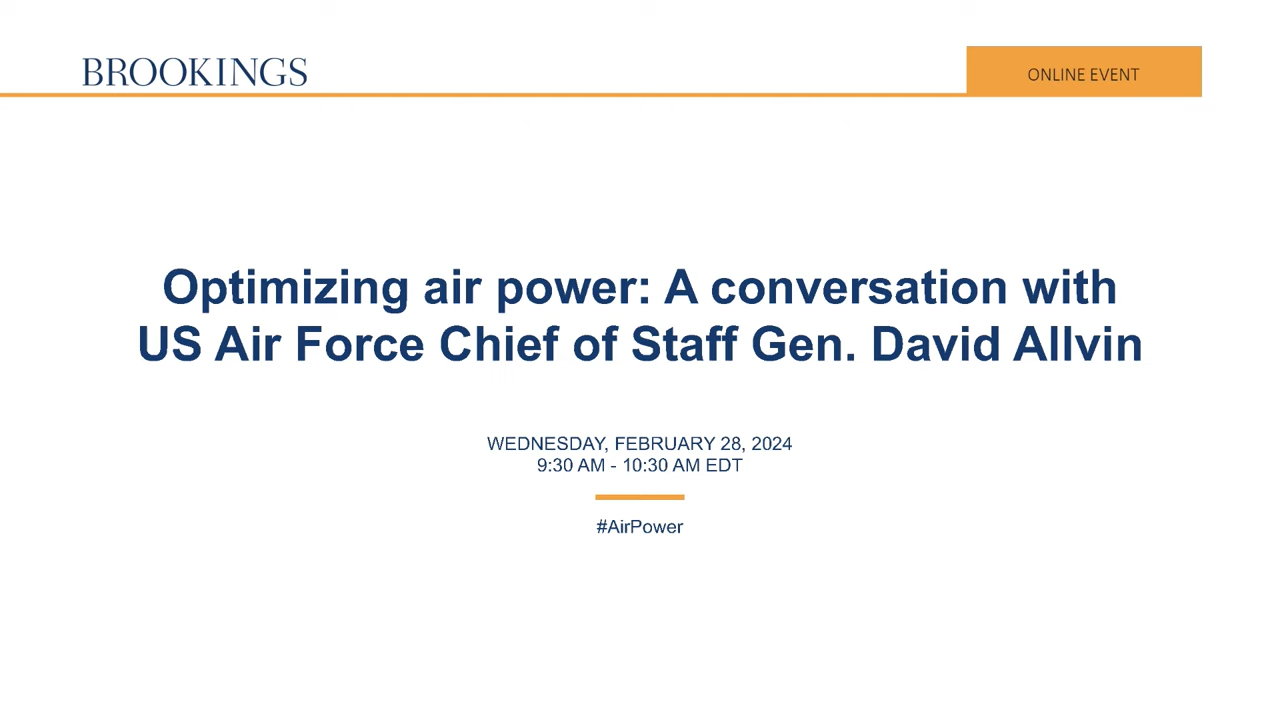 BROOKINGS
ONLINE EVENT
Optimizing air power: A conversation with
US Air Force Chief of Staff Gen. David Allvin
WEDNESDAY, FEBRUARY 28, 2024
9:30 AM - 10:30 AM EDT
#AirPower